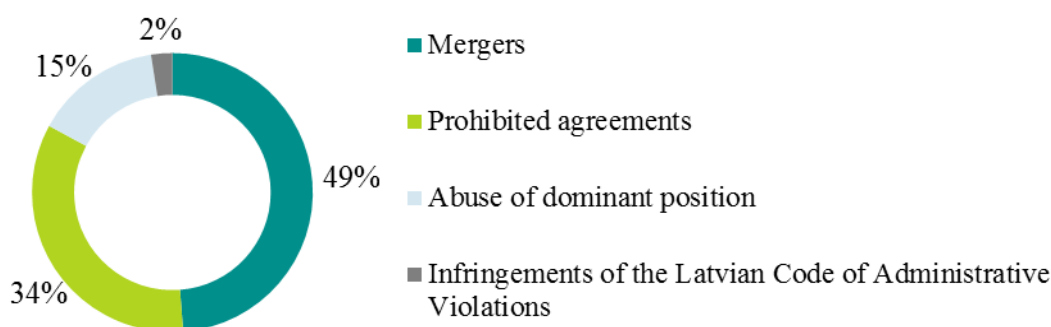 2%
15%
49%
34%
Mergers
Prohibited agreements
Abuse of dominant position
Infringements of the Latvian Code of Administrative
Violations